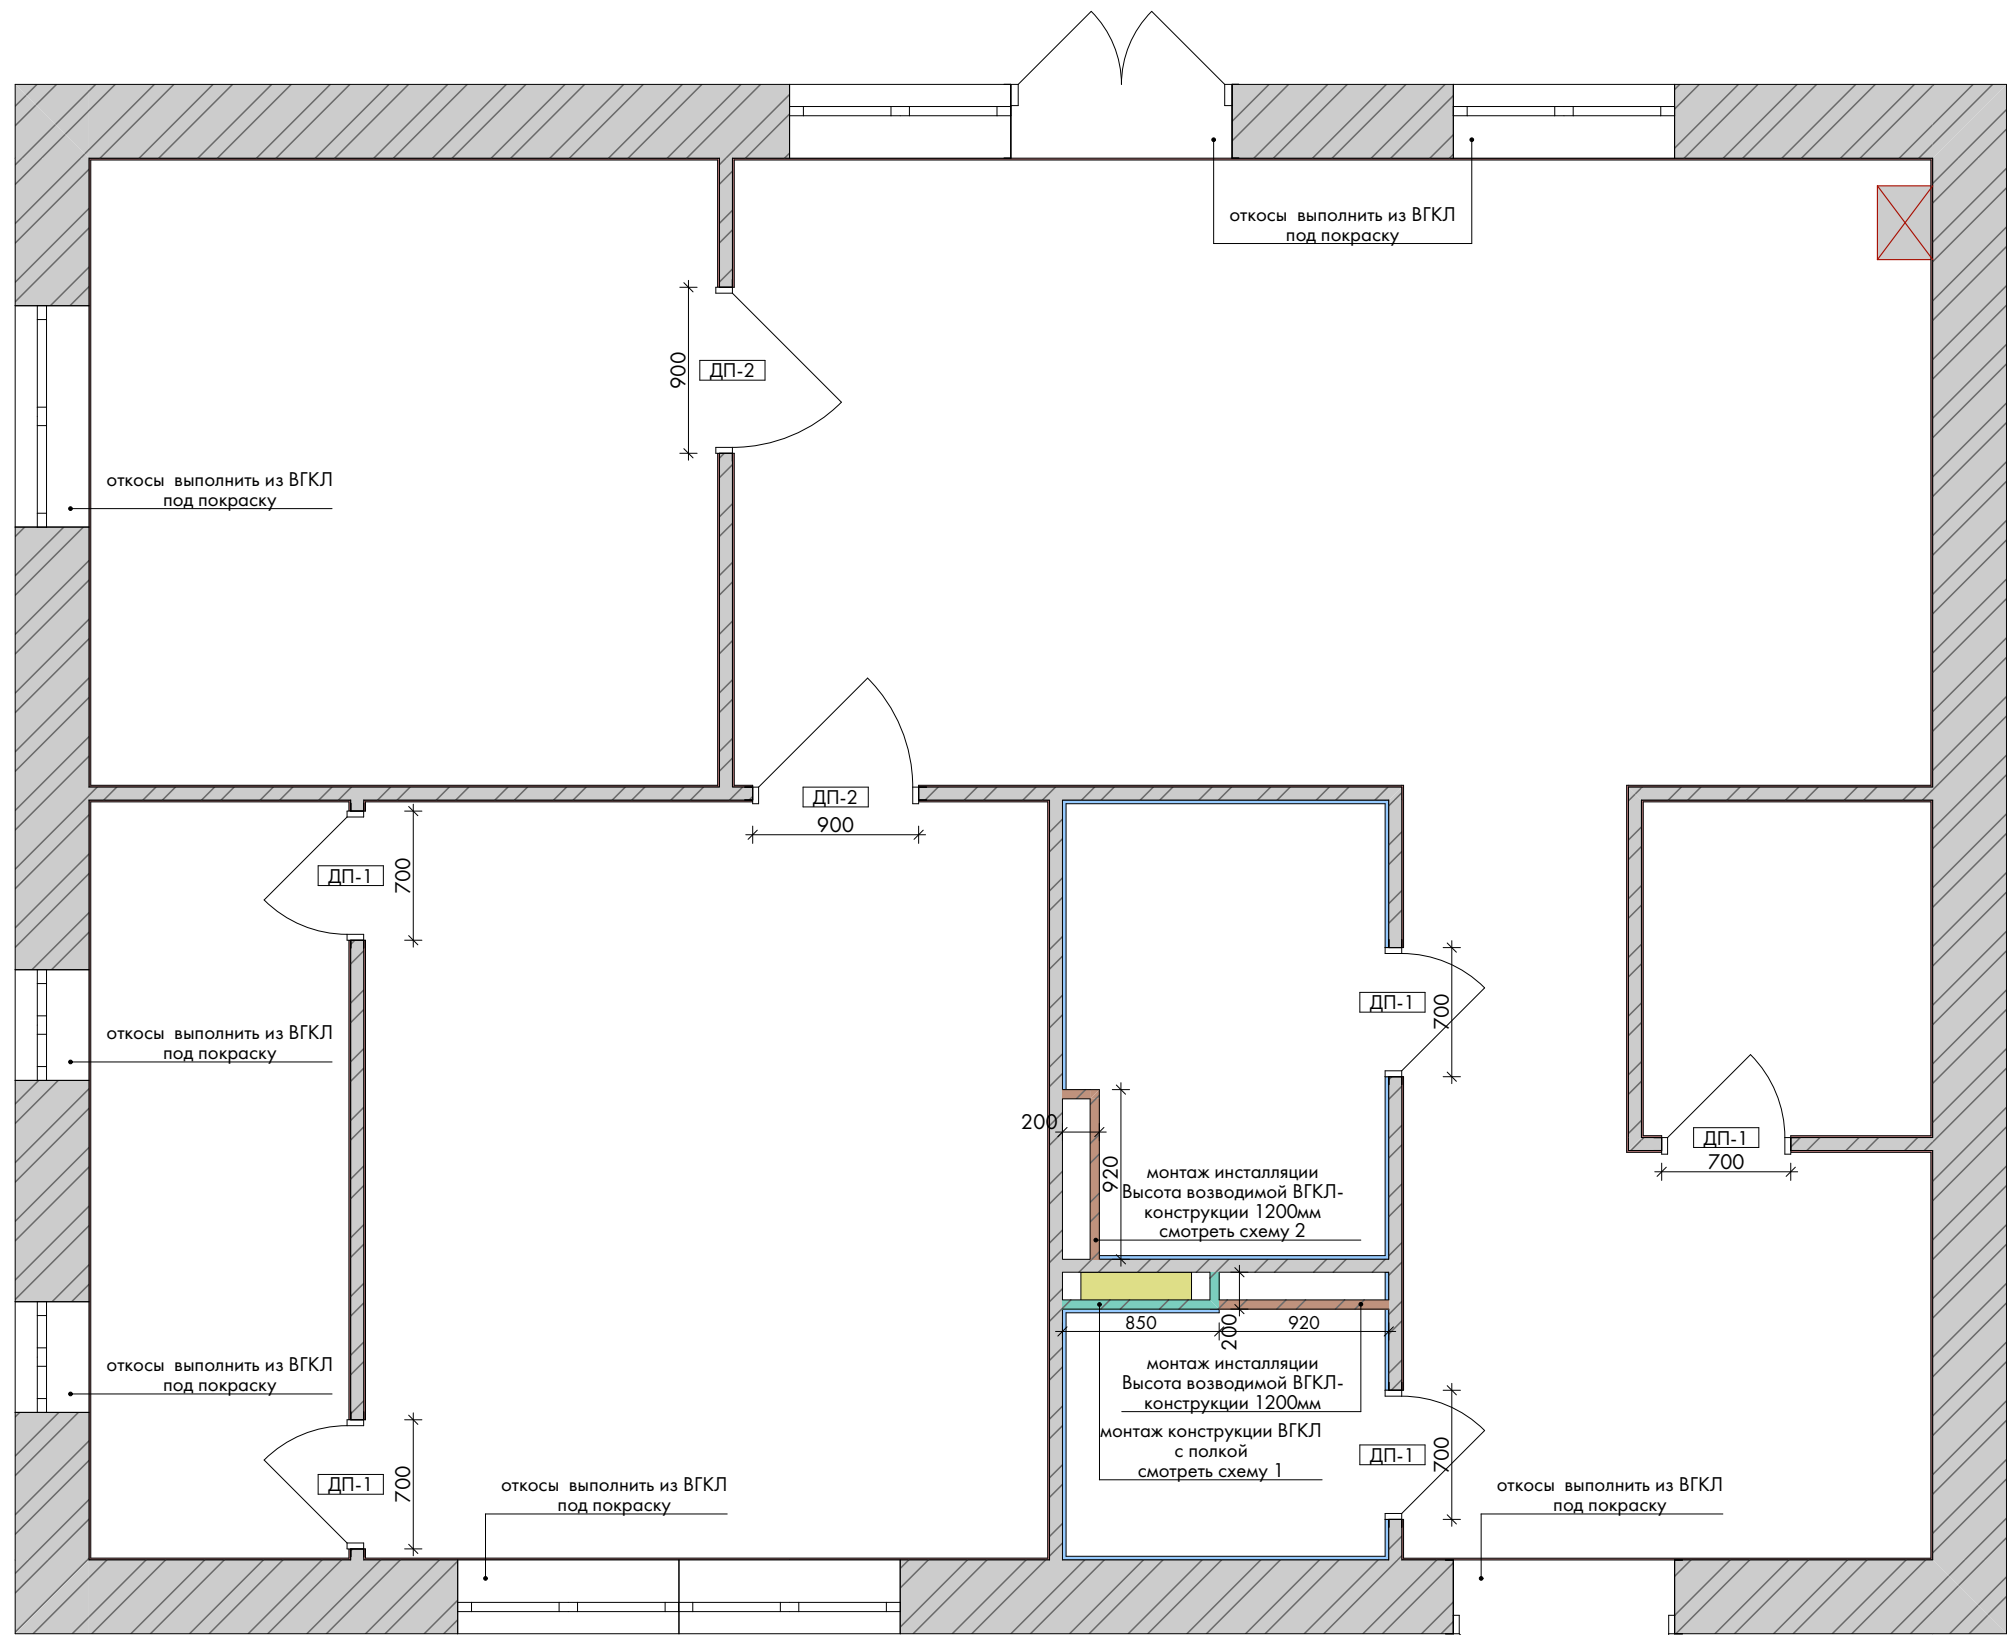 откосы выполнить из ВГКЛ
под покраску
900
ДП-2
откосы выполнить из ВГКЛ
под покраску
ДП-2
900
ДП-1
700
откосы выполнить из ВГКЛ
под покраску
ДП-1
700
200
920
ДП-1
700
монтаж инсталляции
Высота возводимой ВГКЛ-
конструкции 1200мм
смотреть схему 2
850
200
920
монтаж инсталляции
Высота возводимой ВГКЛ-
конструкции 1200мм
откосы выполнить из ВГКЛ
под покраску
монтаж конструкции ВГКЛ
с полкой
смотреть схему 1
ДП-1
700
ДП-1
700
откосы выполнить из ВГКЛ
под покраску
откосы выполнить из ВГКЛ
под покраску